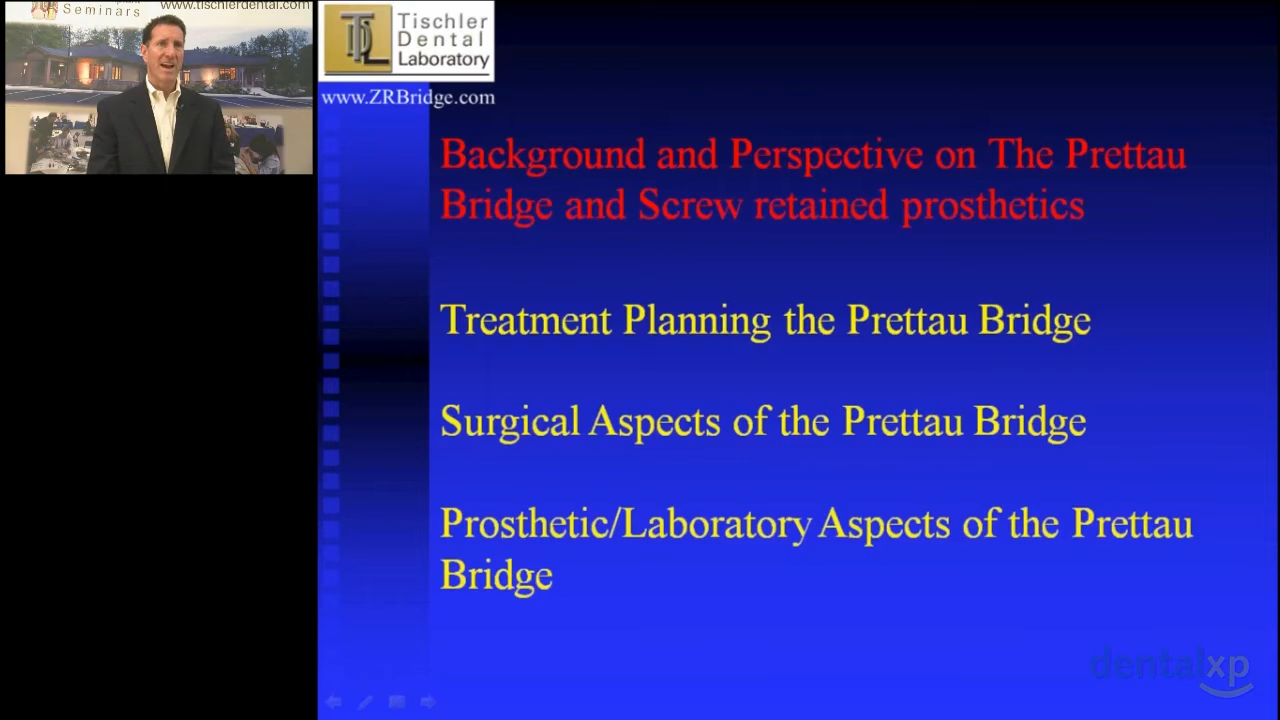 Seminars
www.tischlerdental.com
Tischler
Dental
Laboratory
www.ZRBridge.com
Background and Perspective on The Prettau
Bridge and Screw retained prosthetics
Treatment Planning the Prettau Bridge
Surgical Aspects of the Prettau Bridge
Prosthetic/Laboratory Aspects of the Prettau
Bridge
dentalxp